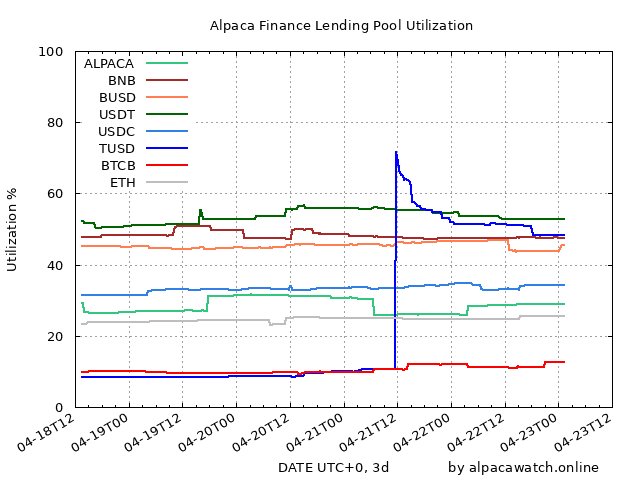 Alpaca Finance Lending Pool Utilization
100
80
60
40
20
0
Utilization %
ALPACA
BNB
BUSD
USDT
USDC
TUSD
BTCB
ETH
04-18T12
04-19T00
04-19T12
04-20T00
04-20T12
04-21T00
04-21T12
04-22T00
04-22T12
04-23T00
04-23T12
DATE UTC+0, 3d
by alpacawatch.online